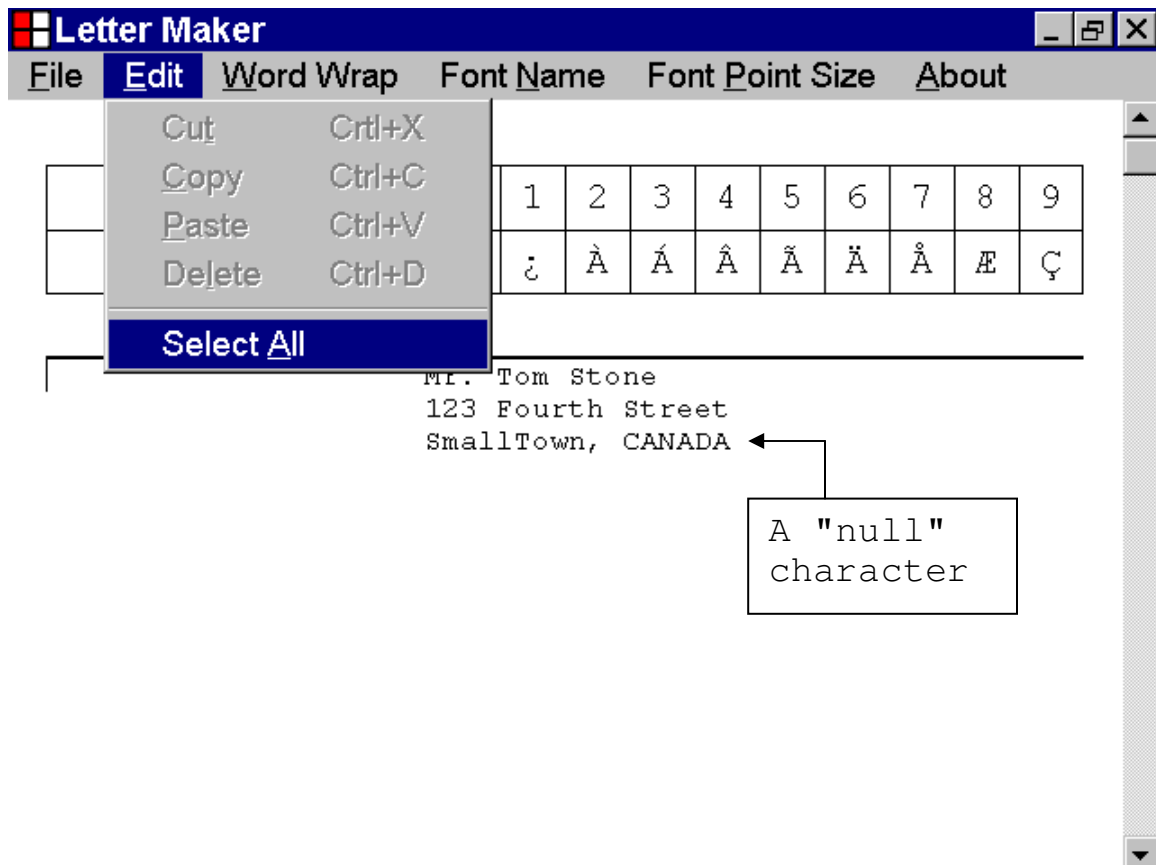 Letter Maker
File Edit Word Wrap Font Name Font Point Size About
Cut Crtl+X
Copy Ctrl+C
Paste Ctrl+V
Delete Ctrl+D
Select All
1 2 3 4 5 6 7 8 9
¿ À Á Â Ã Ä Å Æ Ç
Mr. Tom Stone
123 Fourth Street
SmallTown, CANADA
A "null"
character